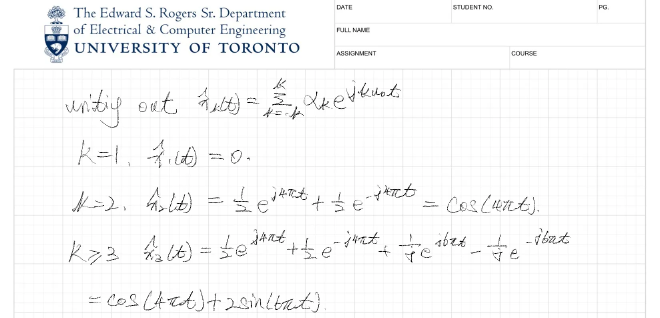 The Edward S. Rogers Sr. Department
of Electrical & Computer Engineering
UNIVERSITY OF TORONTO
DATE STUDENT NO. PG.
FULL NAME
ASSIGNMENT COURSE
writing out x̂ₖ(t) = Σ_{k=-K}^{K} αₖ e^{jkω₀t}
K=1, x̂₁(t) = 0.
K=2, x̂₂(t) = 1/2 e^{j4πt} + 1/2 e^{-j4πt} = cos(4πt).
K≥3 x̂₃(t) = 1/2 e^{j4πt} + 1/2 e^{-j4πt} + 1/j e^{j6πt} - 1/j e^{-j6πt}
= cos(4πt) + 2sin(6πt).